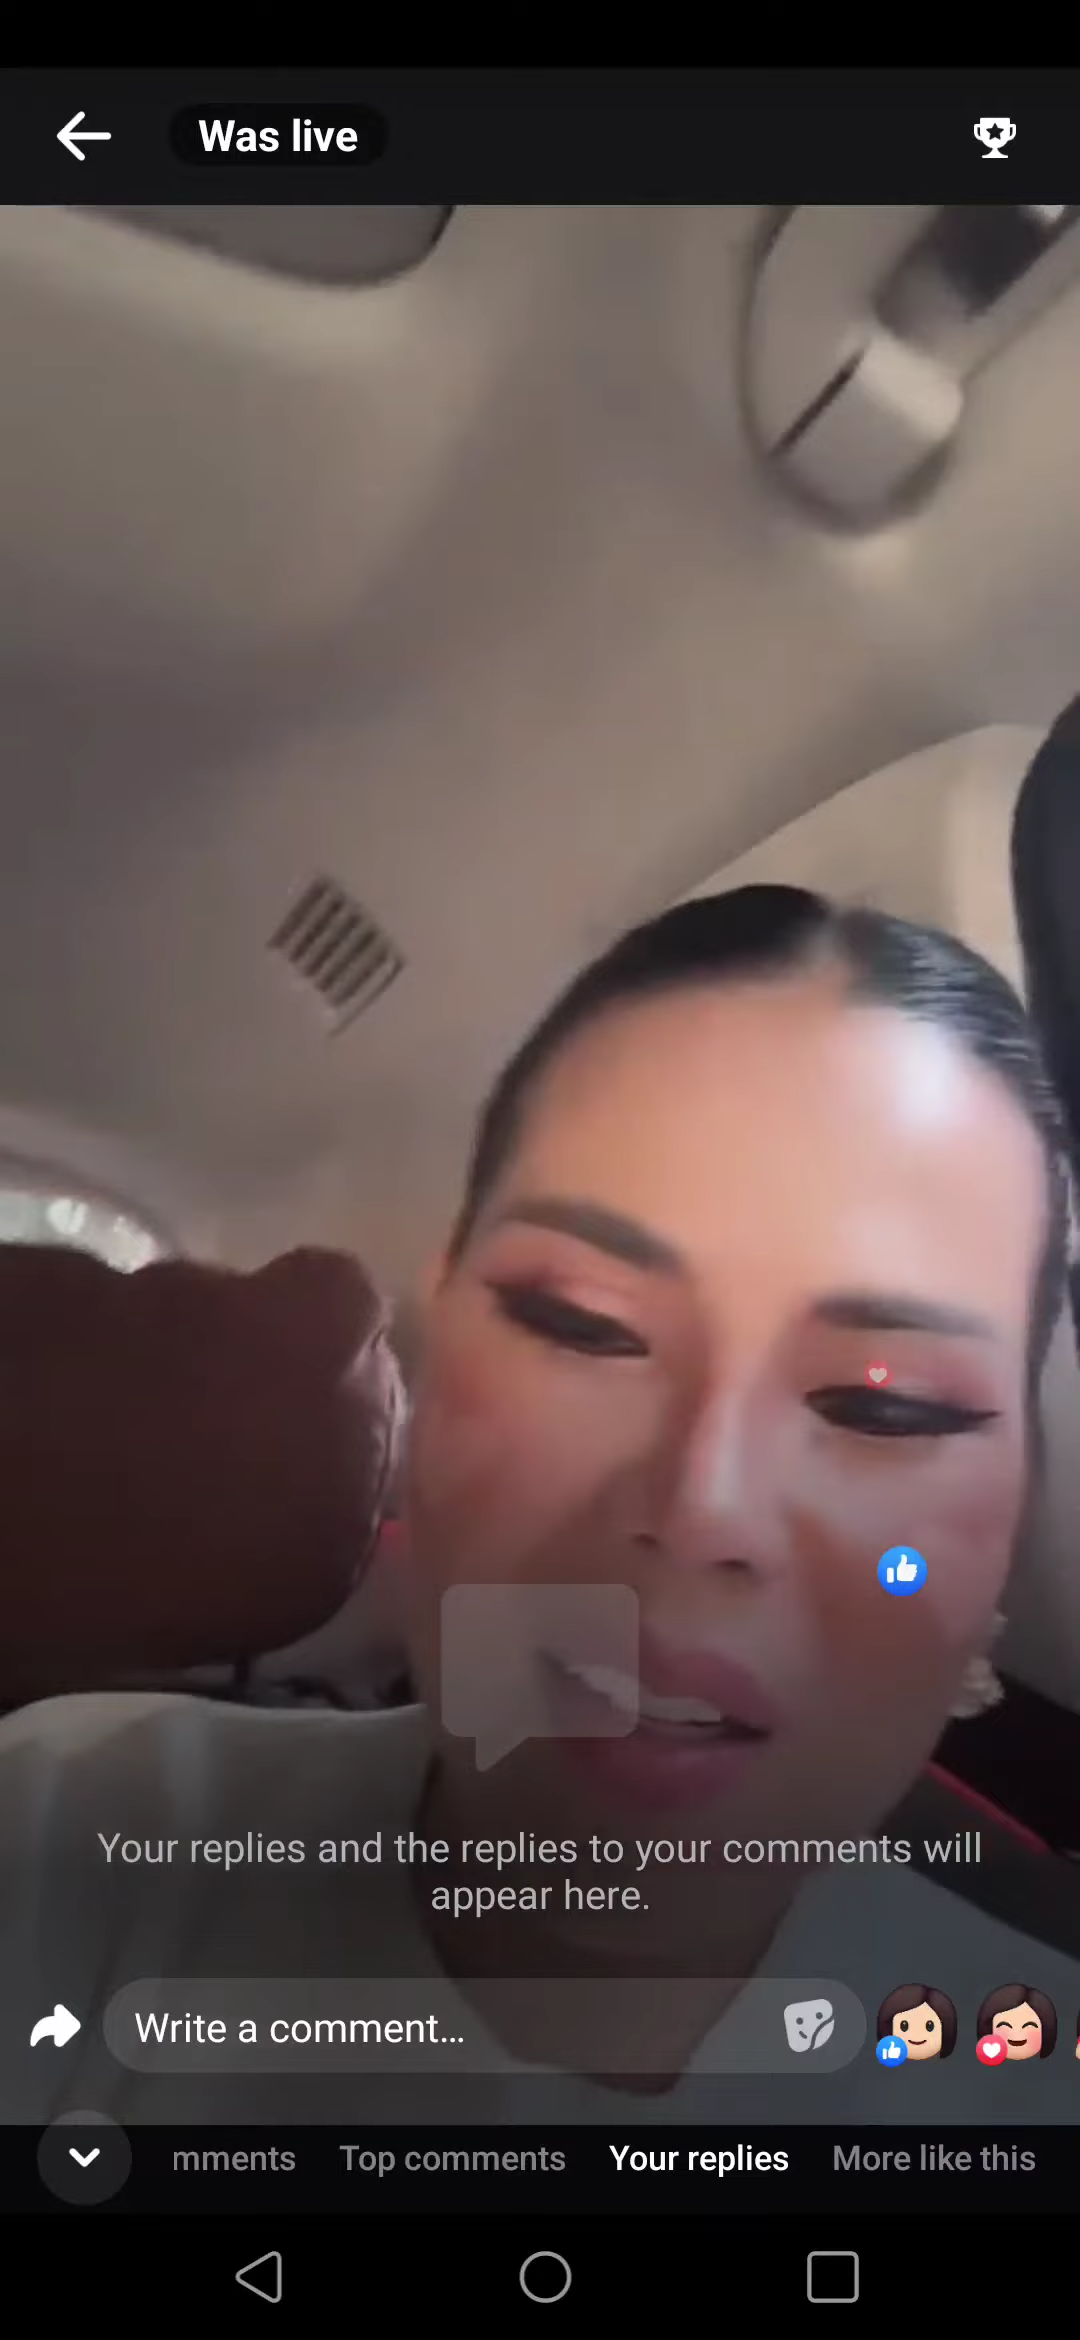 Was live
Your replies and the replies to your comments will
appear here.
Write a comment...
mments Top comments Your replies More like this